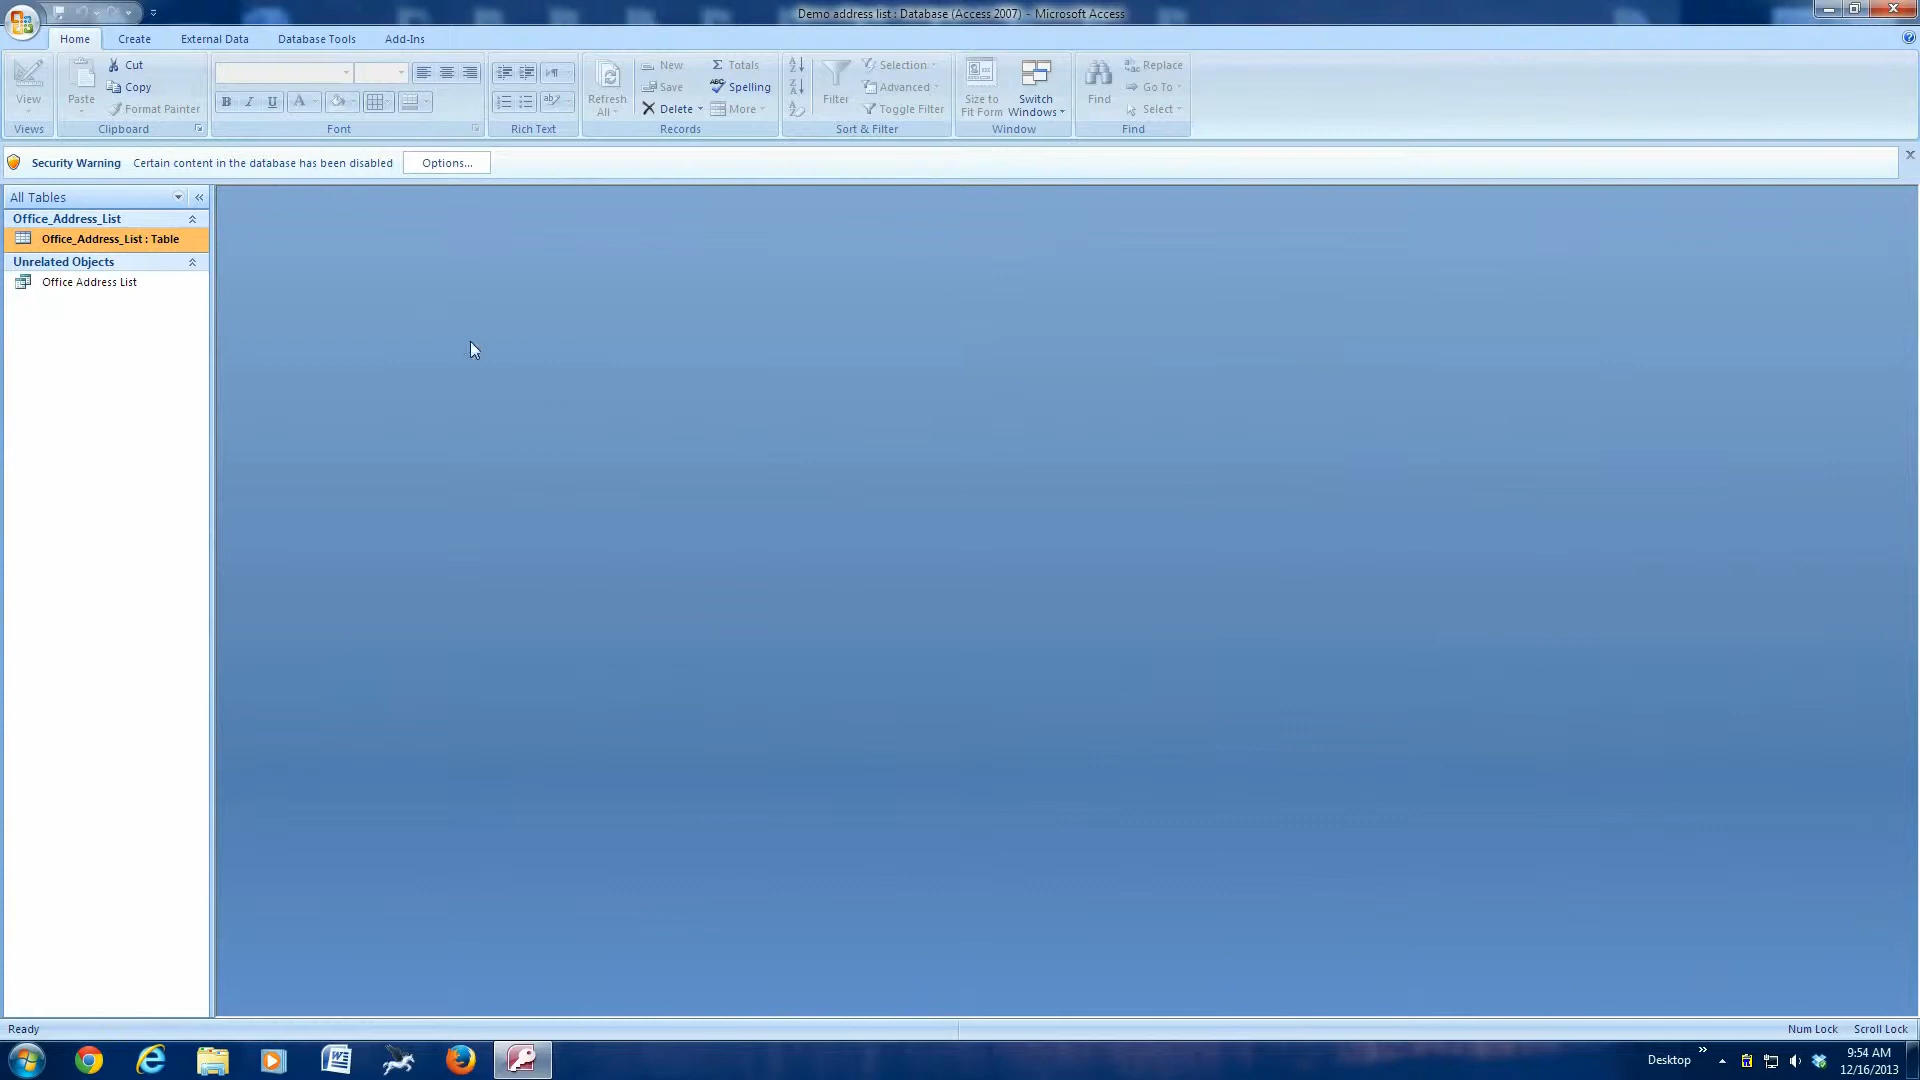 Demo address list : Database (Access 2007) - Microsoft Access
Home Create External Data Database Tools Add-Ins
View
Views
Paste
Cut
Copy
Format Painter
Clipboard
Font
Rich Text
Refresh
All
New
Save
Delete
Totals
Spelling
More
Records
Filter
Selection
Advanced
Toggle Filter
Sort & Filter
Size to
Fit Form
Switch
Windows
Window
Find
Replace
Go To
Select
Find
Security Warning Certain content in the database has been disabled Options...
All Tables
Office_Address_List
Office_Address_List : Table
Unrelated Objects
Office Address List
Ready
Num Lock Scroll Lock
Desktop
9:54 AM
12/16/2013